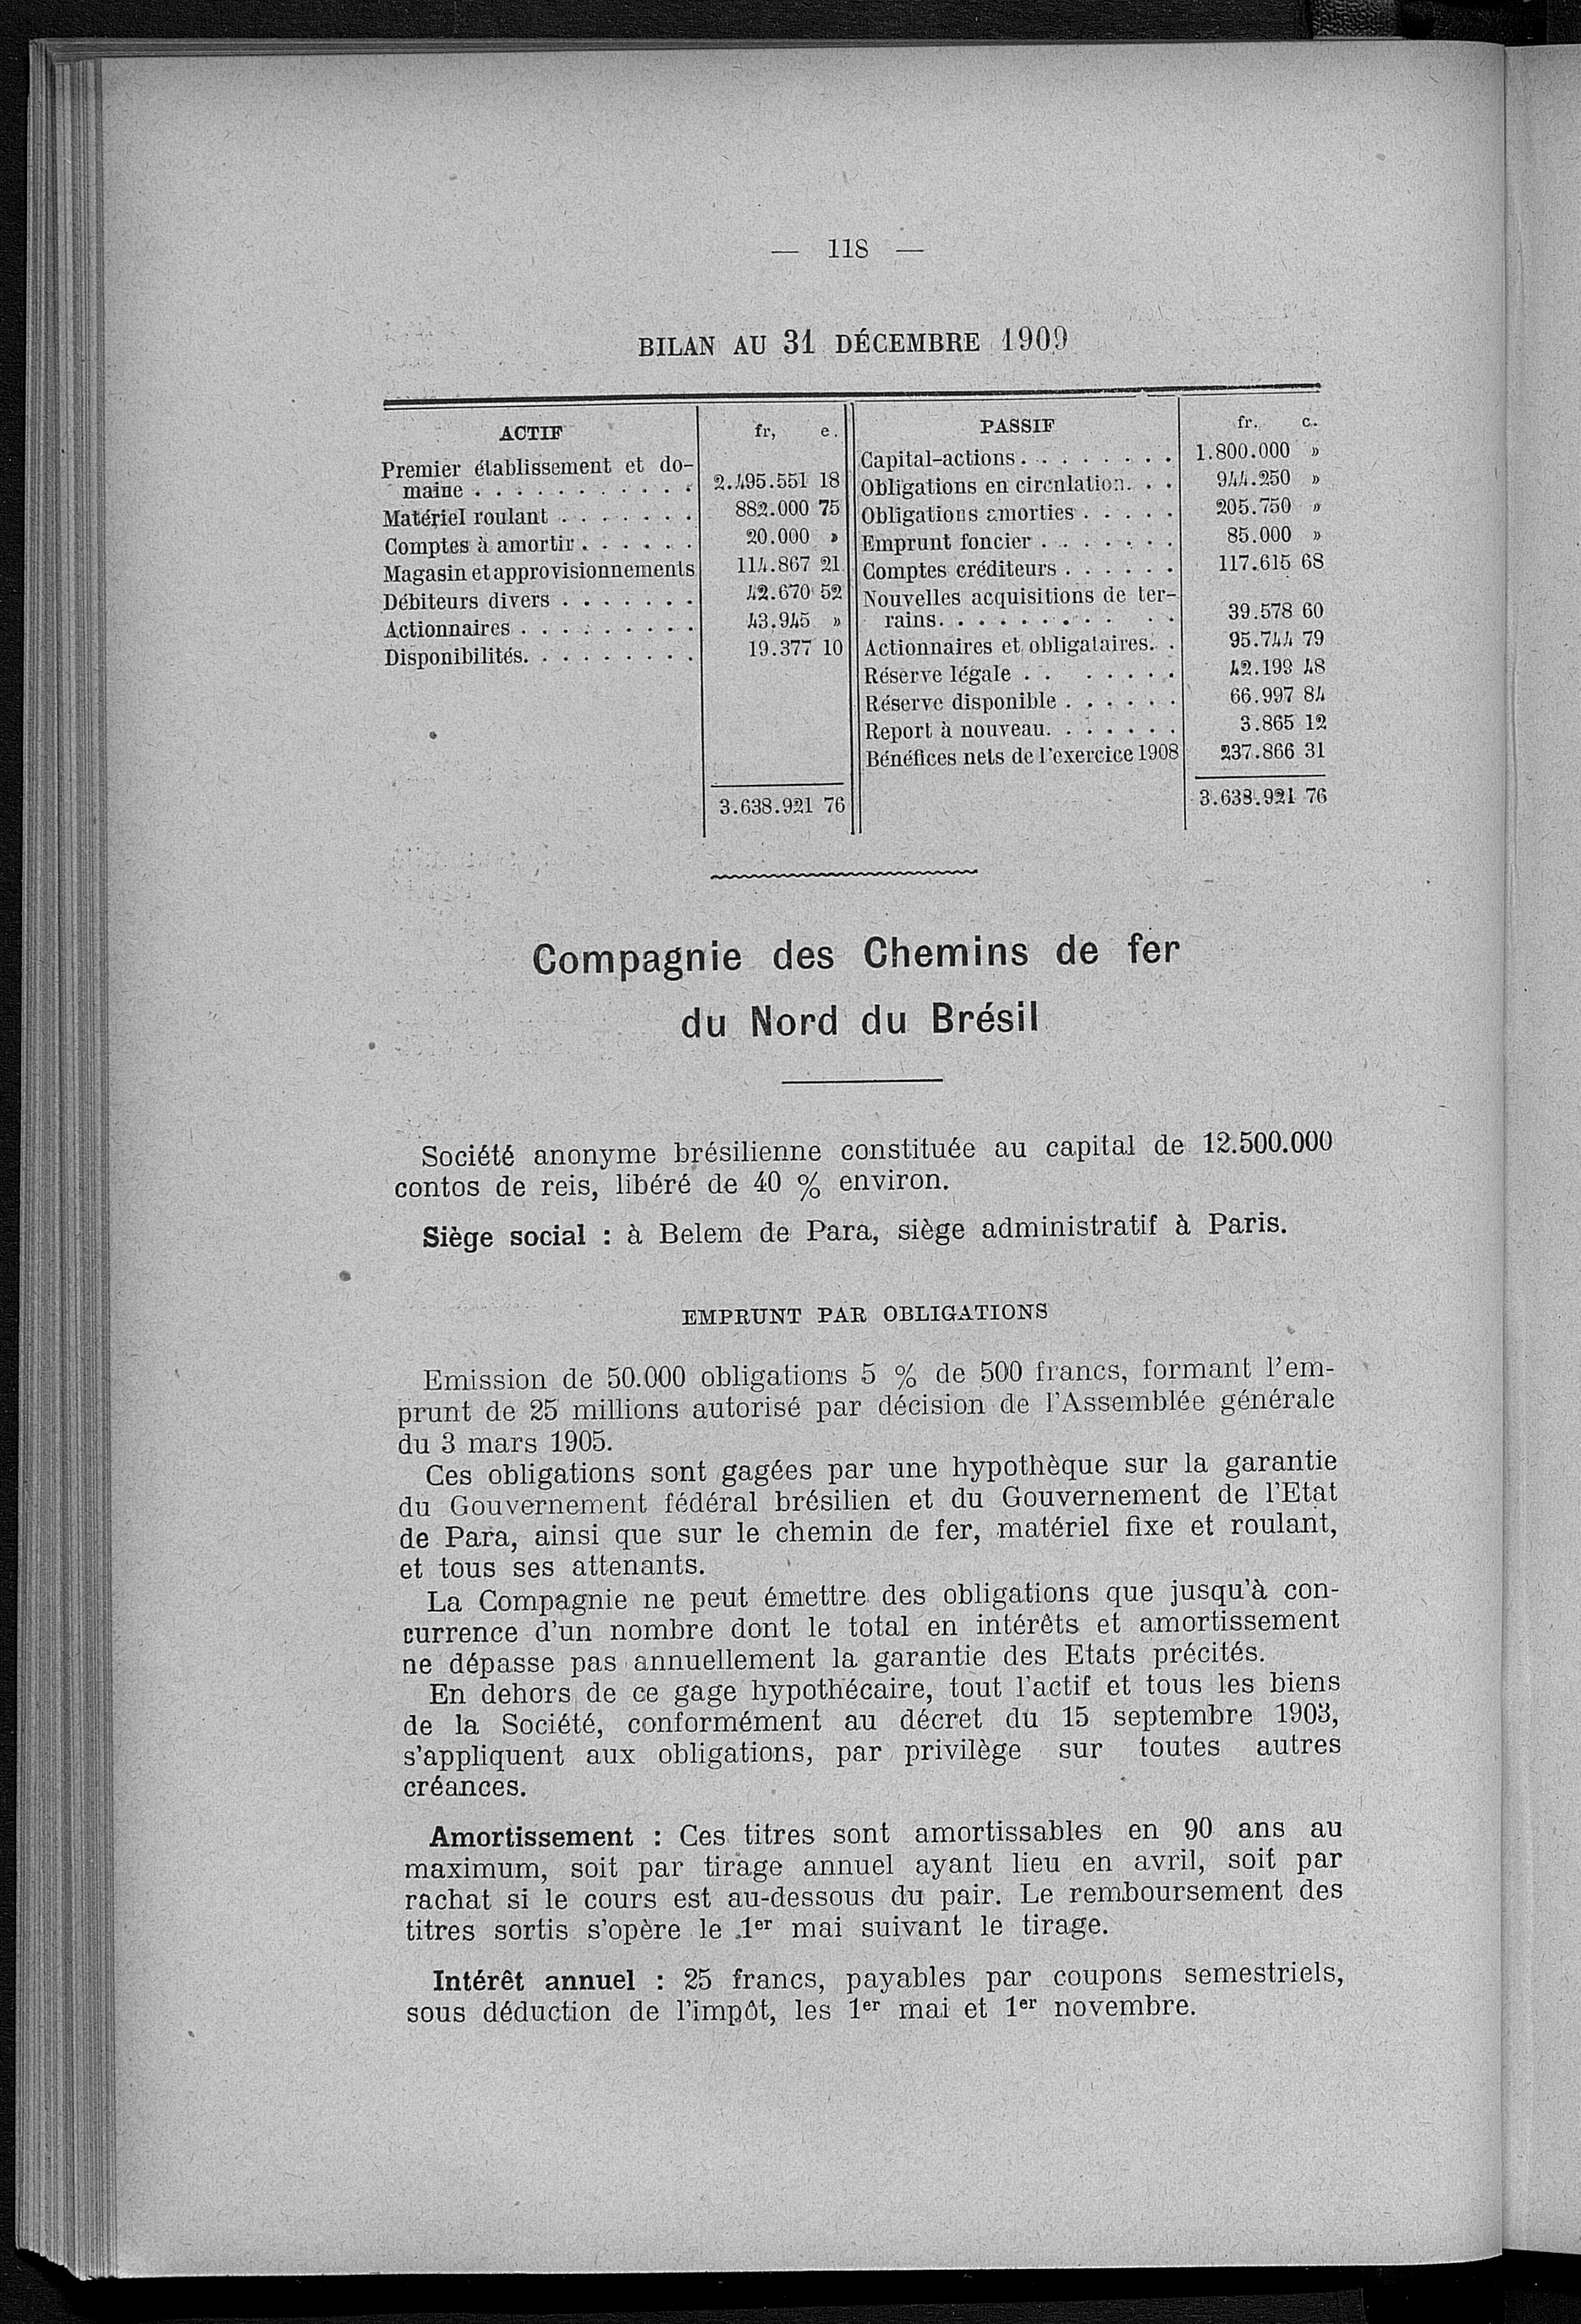 — 118 —
BILAN AU 31 DÉCEMBRE 1909
ACTIF fr, e. PASSIF fr. c.
Premier établissement et do-
maine . . . . . . . . . . . 2.495.551 18
Matériel roulant . . . . . . . 882.000 75
Comptes à amortir . . . . . . 20.000 »
Magasin et approvisionnements 114.867 21
Débiteurs divers . . . . . . . 42.670 52
Actionnaires . . . . . . . . . 43.945 »
Disponibilités. . . . . . . . . 19.377 10
3.638.921 76
Capital-actions . . . . . . . . 1.800.000 »
Obligations en circulation. . . 944.250 »
Obligations amorties . . . . . 205.750 »
Emprunt foncier . . . . . . . 85.000 »
Comptes créditeurs . . . . . . 117.615 68
Nouvelles acquisitions de ter-
rains. . . . . . . . . . . 39.578 60
Actionnaires et obligataires. . 95.744 79
Réserve légale . . . . . . . 42.199 48
Réserve disponible . . . . . . 66.997 84
Report à nouveau. . . . . . . 3.865 12
Bénéfices nets de l'exercice 1908 237.866 31
3.638.921 76
Compagnie des Chemins de fer
du Nord du Brésil
Société anonyme brésilienne constituée au capital de 12.500.000
contos de reis, libéré de 40 % environ.
Siège social : à Belem de Para, siège administratif à Paris.
EMPRUNT PAR OBLIGATIONS
Emission de 50.000 obligations 5 % de 500 francs, formant l'em-
prunt de 25 millions autorisé par décision de l'Assemblée générale
du 3 mars 1905.
Ces obligations sont gagées par une hypothèque sur la garantie
du Gouvernement fédéral brésilien et du Gouvernement de l'Etat
de Para, ainsi que sur le chemin de fer, matériel fixe et roulant,
et tous ses attenants.
La Compagnie ne peut émettre des obligations que jusqu'à con-
currence d'un nombre dont le total en intérêts et amortissement
ne dépasse pas annuellement la garantie des Etats précités.
En dehors de ce gage hypothécaire, tout l'actif et tous les biens
de la Société, conformément au décret du 15 septembre 1903,
s'appliquent aux obligations, par privilège sur toutes autres
créances.
Amortissement : Ces titres sont amortissables en 90 ans au
maximum, soit par tirage annuel ayant lieu en avril, soit par
rachat si le cours est au-dessous du pair. Le remboursement des
titres sortis s'opère le 1er mai suivant le tirage.
Intérêt annuel : 25 francs, payables par coupons semestriels,
sous déduction de l'impôt, les 1er mai et 1er novembre.